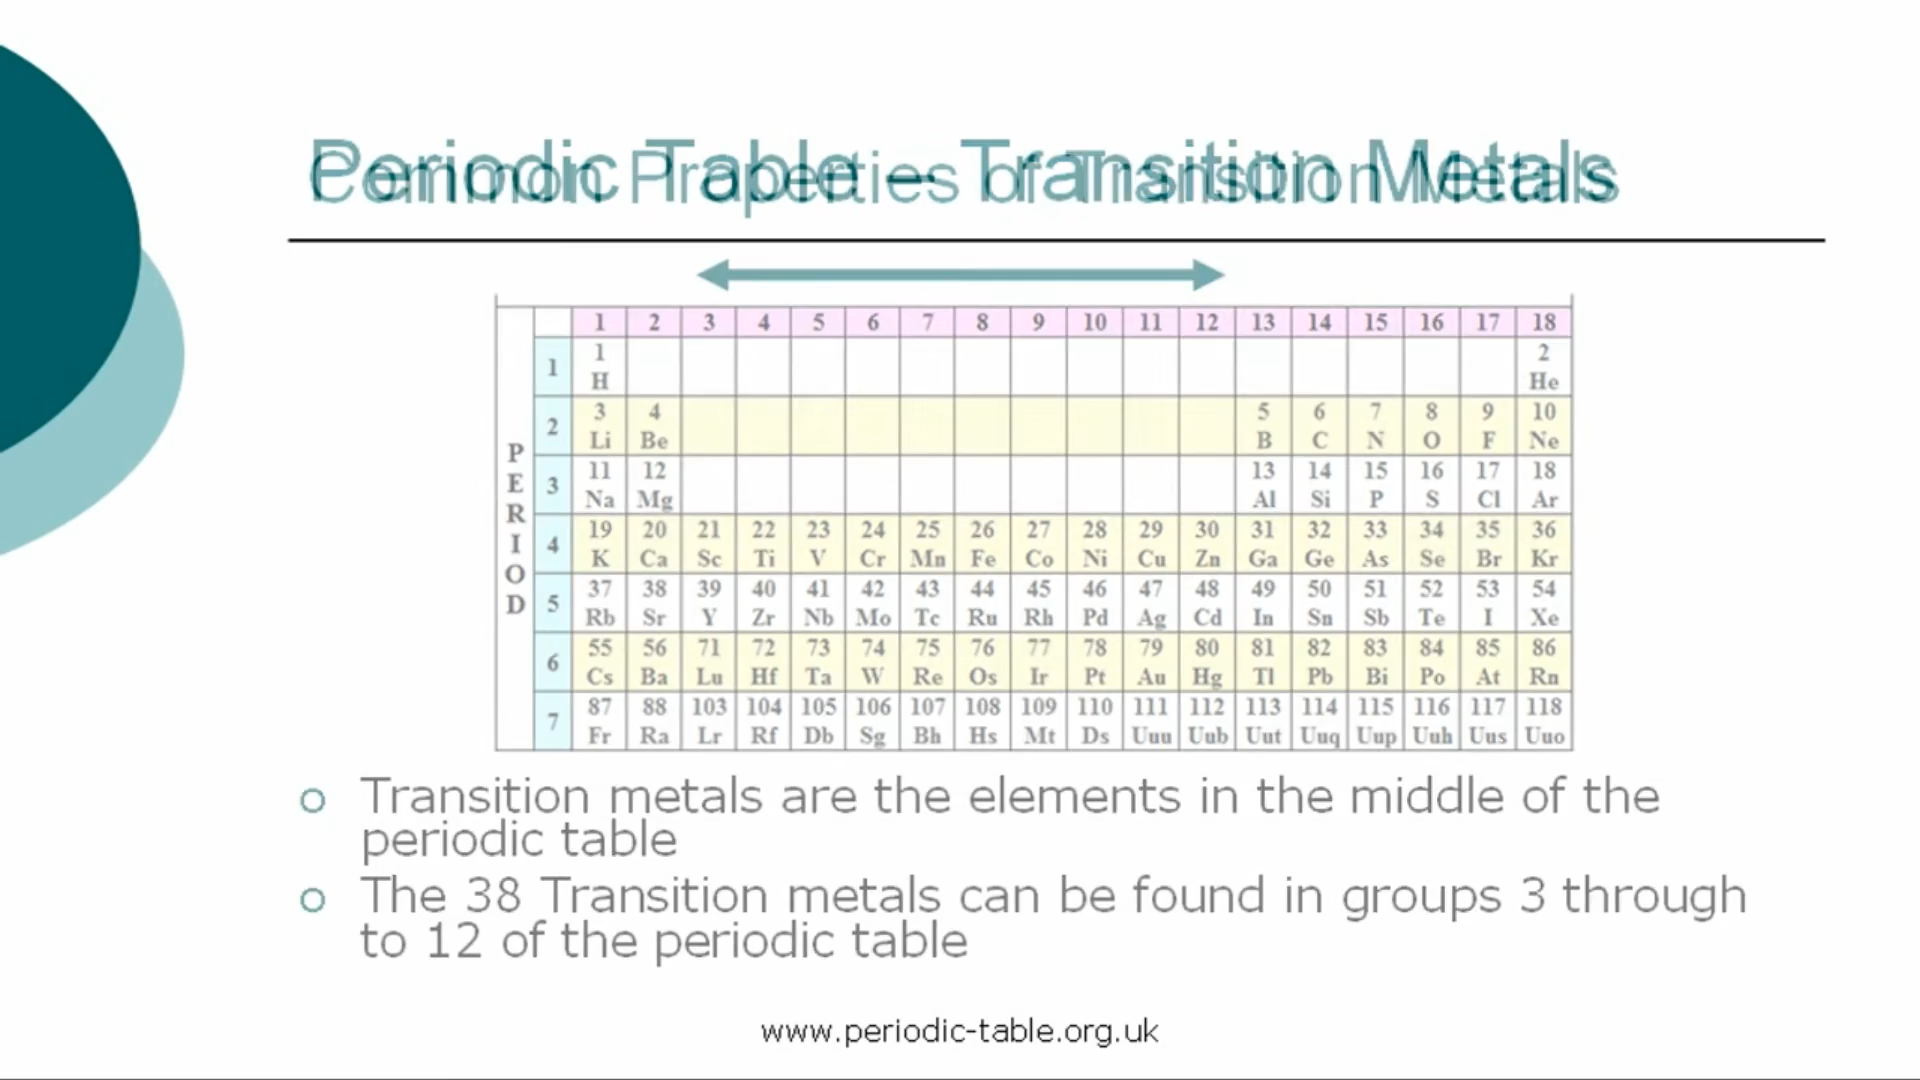 Periodic Table – Transition Metals
Common Properties of Transition Metals
1 2 3 4 5 6 7 8 9 10 11 12 13 14 15 16 17 18
PERIOD
1 1 2
H He
2 3 4 5 6 7 8 9 10
Li Be B C N O F Ne
3 11 12 13 14 15 16 17 18
Na Mg Al Si P S Cl Ar
4 19 20 21 22 23 24 25 26 27 28 29 30 31 32 33 34 35 36
K Ca Sc Ti V Cr Mn Fe Co Ni Cu Zn Ga Ge As Se Br Kr
5 37 38 39 40 41 42 43 44 45 46 47 48 49 50 51 52 53 54
Rb Sr Y Zr Nb Mo Tc Ru Rh Pd Ag Cd In Sn Sb Te I Xe
6 55 56 71 72 73 74 75 76 77 78 79 80 81 82 83 84 85 86
Cs Ba Lu Hf Ta W Re Os Ir Pt Au Hg Tl Pb Bi Po At Rn
7 87 88 103 104 105 106 107 108 109 110 111 112 113 114 115 116 117 118
Fr Ra Lr Rf Db Sg Bh Hs Mt Ds Uuu Uub Uut Uuq Uup Uuh Uus Uuo
Transition metals are the elements in the middle of the
periodic table
The 38 Transition metals can be found in groups 3 through
to 12 of the periodic table
www.periodic-table.org.uk